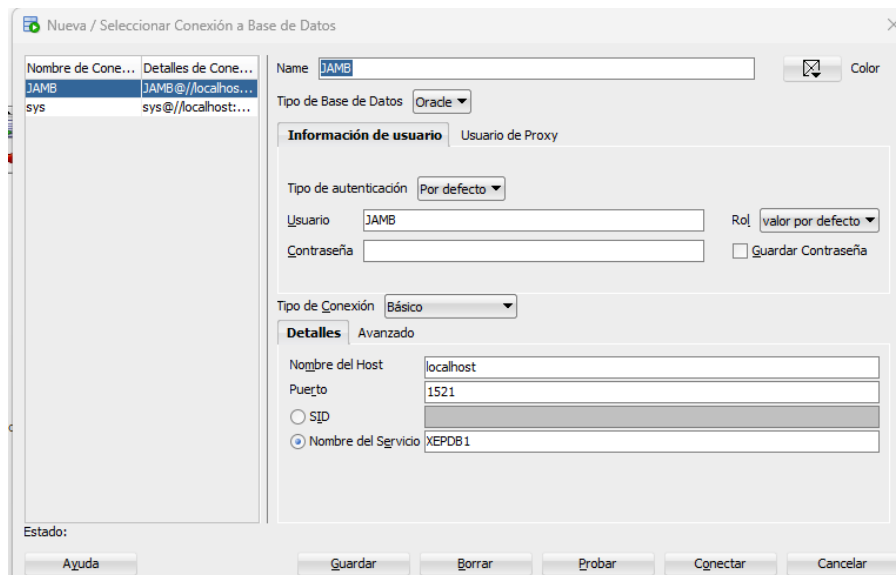 Nueva / Seleccionar Conexión a Base de Datos
Nombre de Cone... Detalles de Cone...
JAMB JAMB@//localhos...
sys sys@//localhost:...
Name JAMB Color
Tipo de Base de Datos Oracle
Información de usuario Usuario de Proxy
Tipo de autenticación Por defecto
Usuario JAMB Rol valor por defecto
Contraseña Guardar Contraseña
Tipo de Conexión Básico
Detalles Avanzado
Nombre del Host localhost
Puerto 1521
SID
Nombre del Servicio XEPDB1
Estado:
Ayuda Guardar Borrar Probar Conectar Cancelar